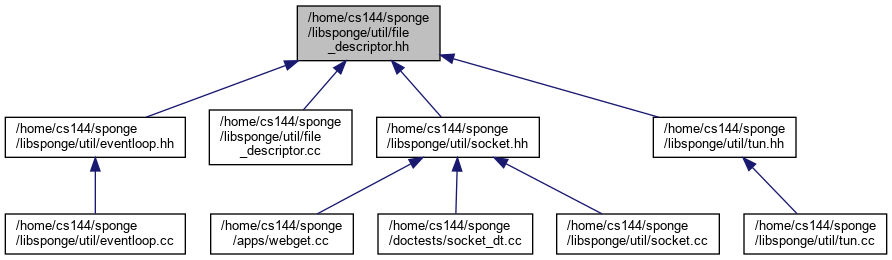 /home/cs144/sponge
/libsponge/util/file
_descriptor.hh
/home/cs144/sponge
/libsponge/util/eventloop.hh
/home/cs144/sponge
/libsponge/util/file
_descriptor.cc
/home/cs144/sponge
/libsponge/util/socket.hh
/home/cs144/sponge
/libsponge/util/tun.hh
/home/cs144/sponge
/libsponge/util/eventloop.cc
/home/cs144/sponge
/apps/webget.cc
/home/cs144/sponge
/doctests/socket_dt.cc
/home/cs144/sponge
/libsponge/util/socket.cc
/home/cs144/sponge
/libsponge/util/tun.cc